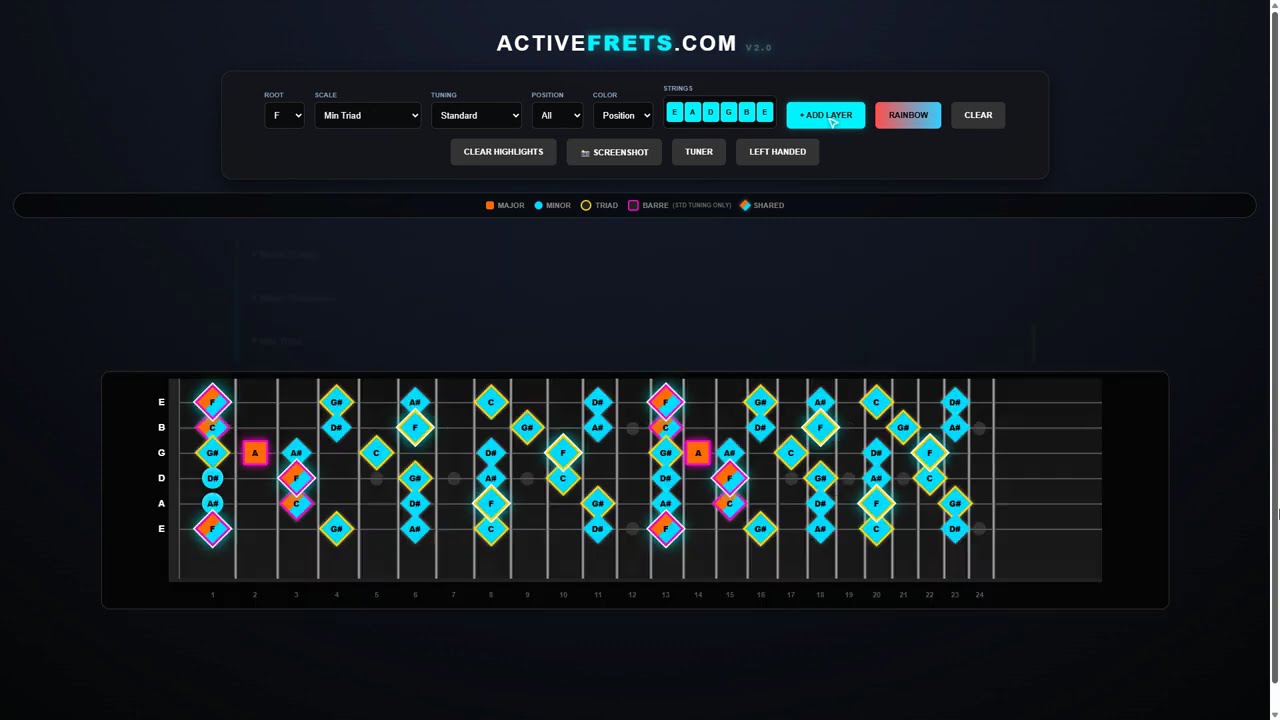 ACTIVEFRETS.COM V2.0
ROOT SCALE TUNING POSITION COLOR STRINGS
F Min Triad Standard All Position E A D G B E + ADD LAYER RAINBOW CLEAR
CLEAR HIGHLIGHTS SCREENSHOT TUNER LEFT HANDED
MAJOR MINOR TRIAD BARRE (STD TUNING ONLY) SHARED
E F G# A# C D# F G# A# C D#
B C D# F G# A# C D# F G# A#
G G# A A# C D# F G# A A# C D# F
D D# F G# A# C D# F G# A# C
A A# C D# F G# A# C D# F G#
E F G# A# C D# F G# A# C D#
1 2 3 4 5 6 7 8 9 10 11 12 13 14 15 16 17 18 19 20 21 22 23 24